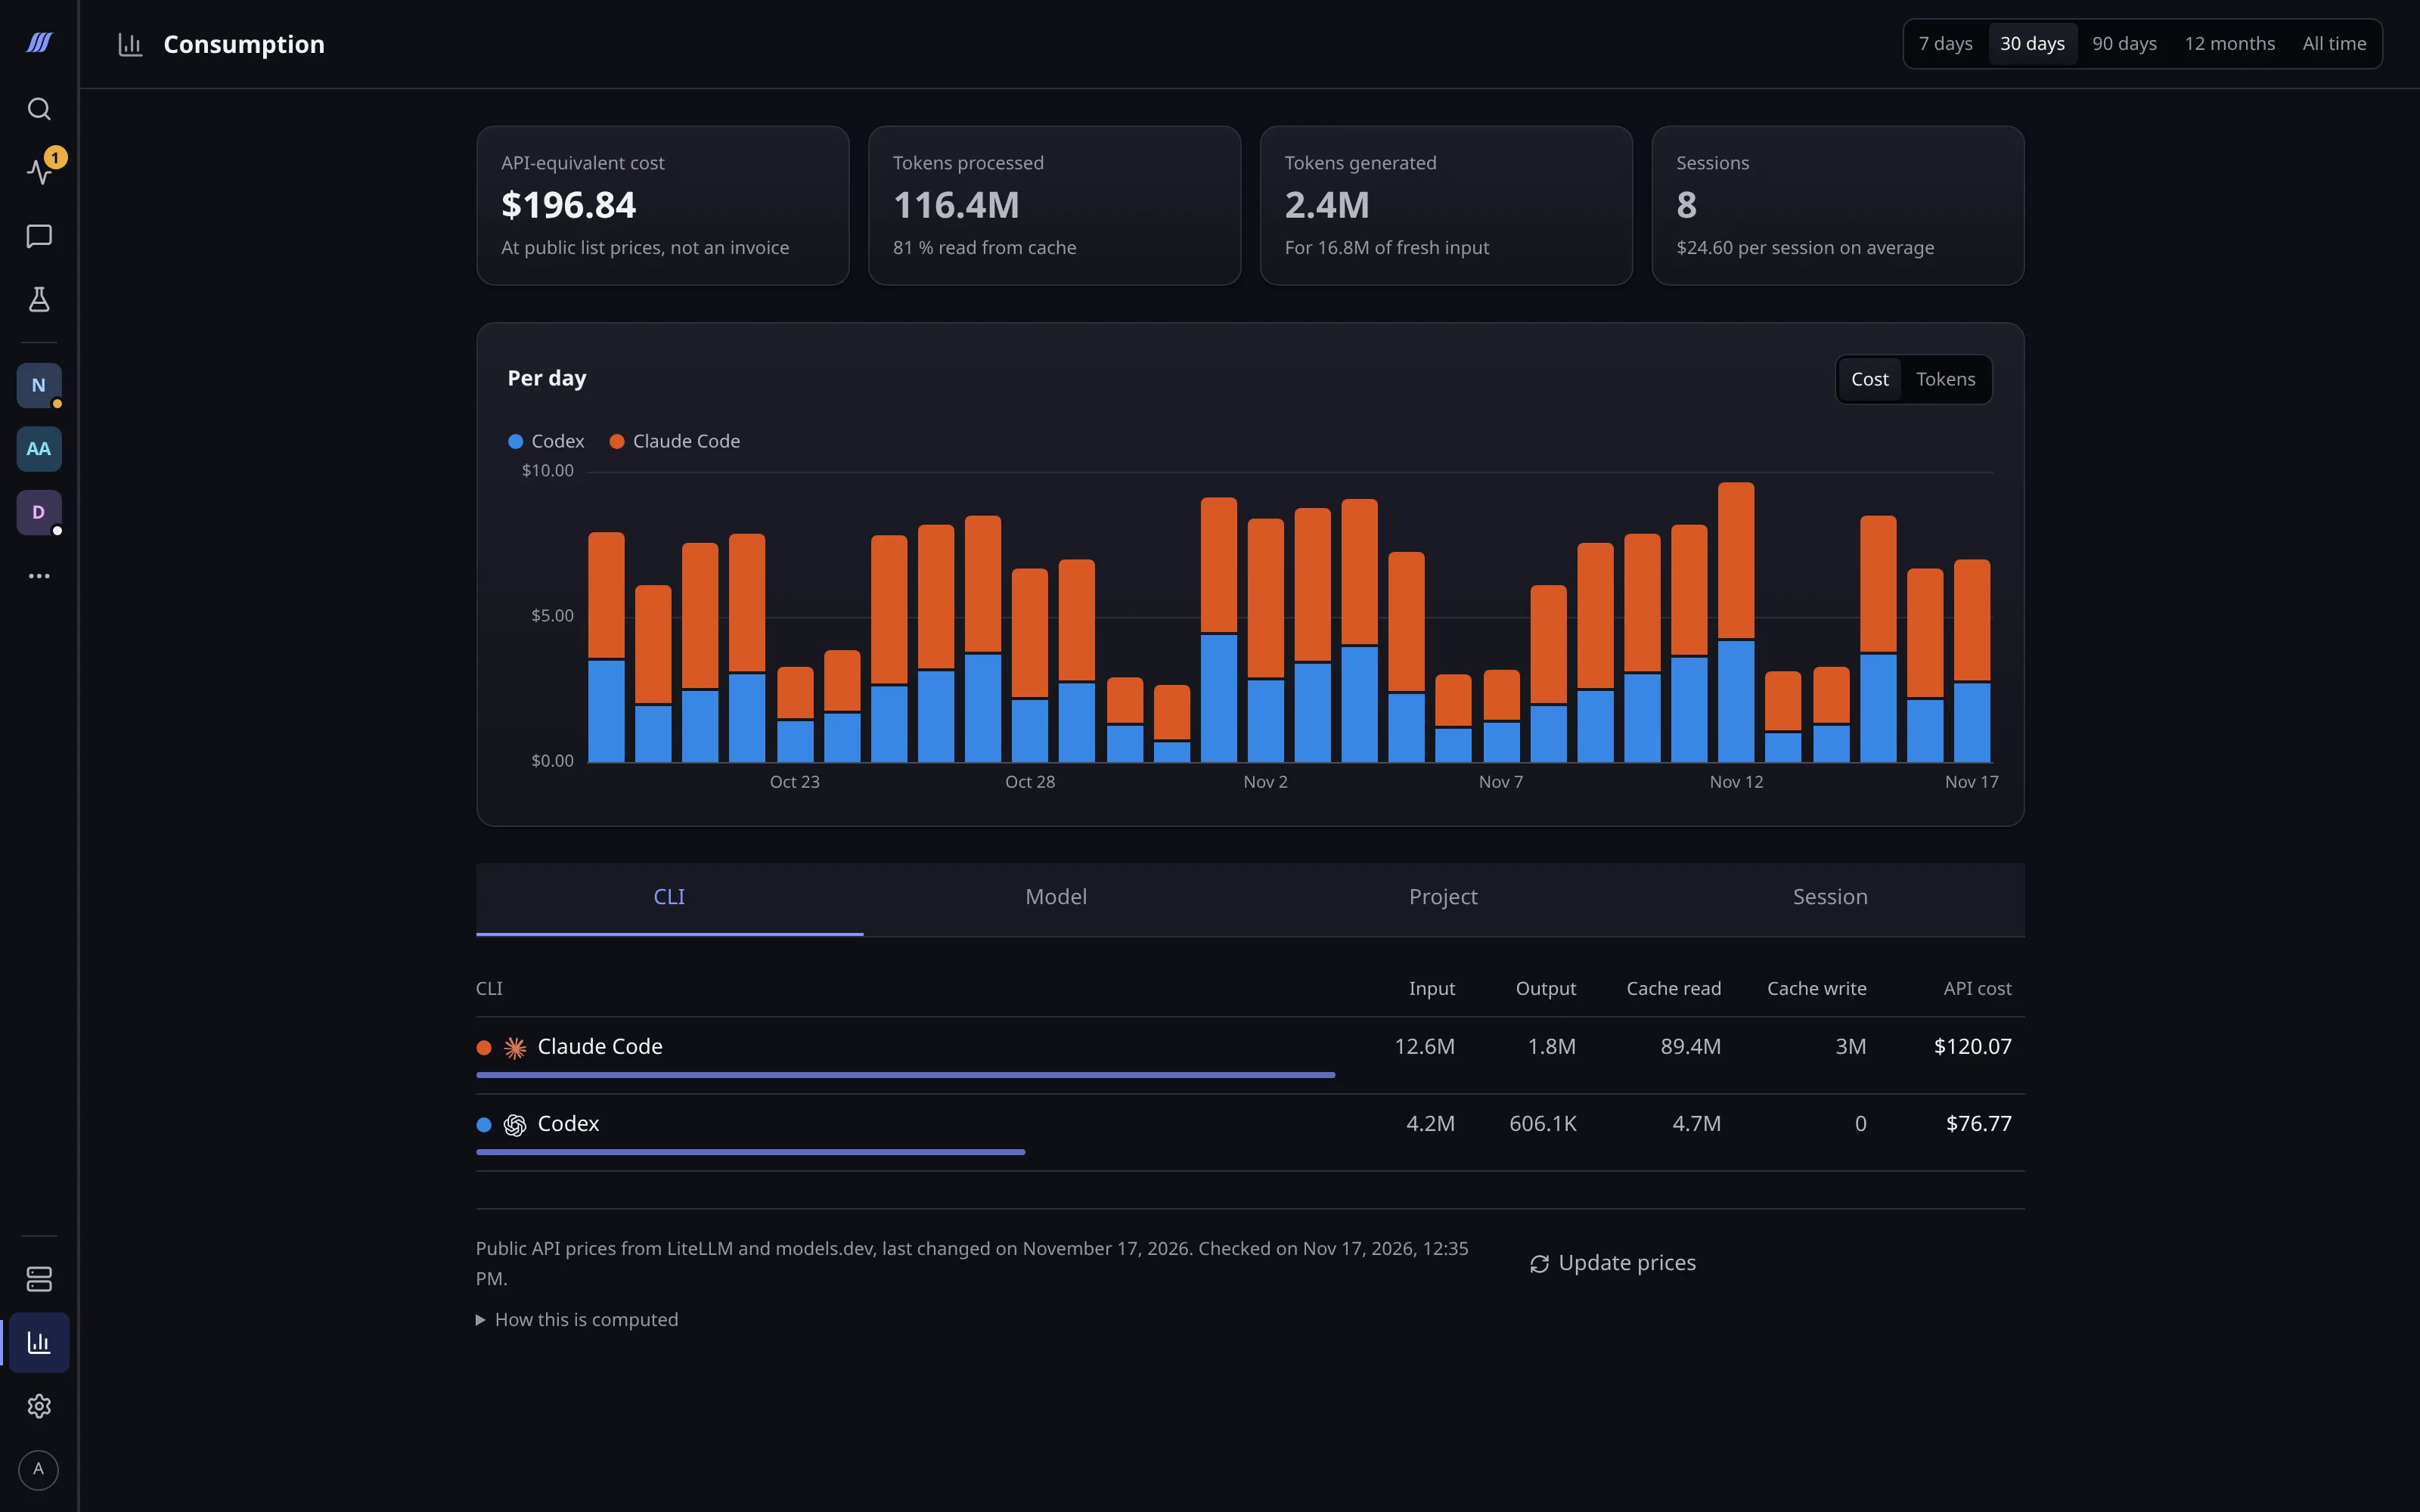 Consumption
7 days 30 days 90 days 12 months All time
1
N
AA
D
A
API-equivalent cost
$196.84
At public list prices, not an invoice
Tokens processed
116.4M
81 % read from cache
Tokens generated
2.4M
For 16.8M of fresh input
Sessions
8
$24.60 per session on average
Per day
Cost Tokens
Codex Claude Code
$10.00
$5.00
$0.00
Oct 23 Oct 28 Nov 2 Nov 7 Nov 12 Nov 17
CLI Model Project Session
CLI Input Output Cache read Cache write API cost
Claude Code 12.6M 1.8M 89.4M 3M $120.07
Codex 4.2M 606.1K 4.7M 0 $76.77
Public API prices from LiteLLM and models.dev, last changed on November 17, 2026. Checked on Nov 17, 2026, 12:35
PM.
Update prices
How this is computed